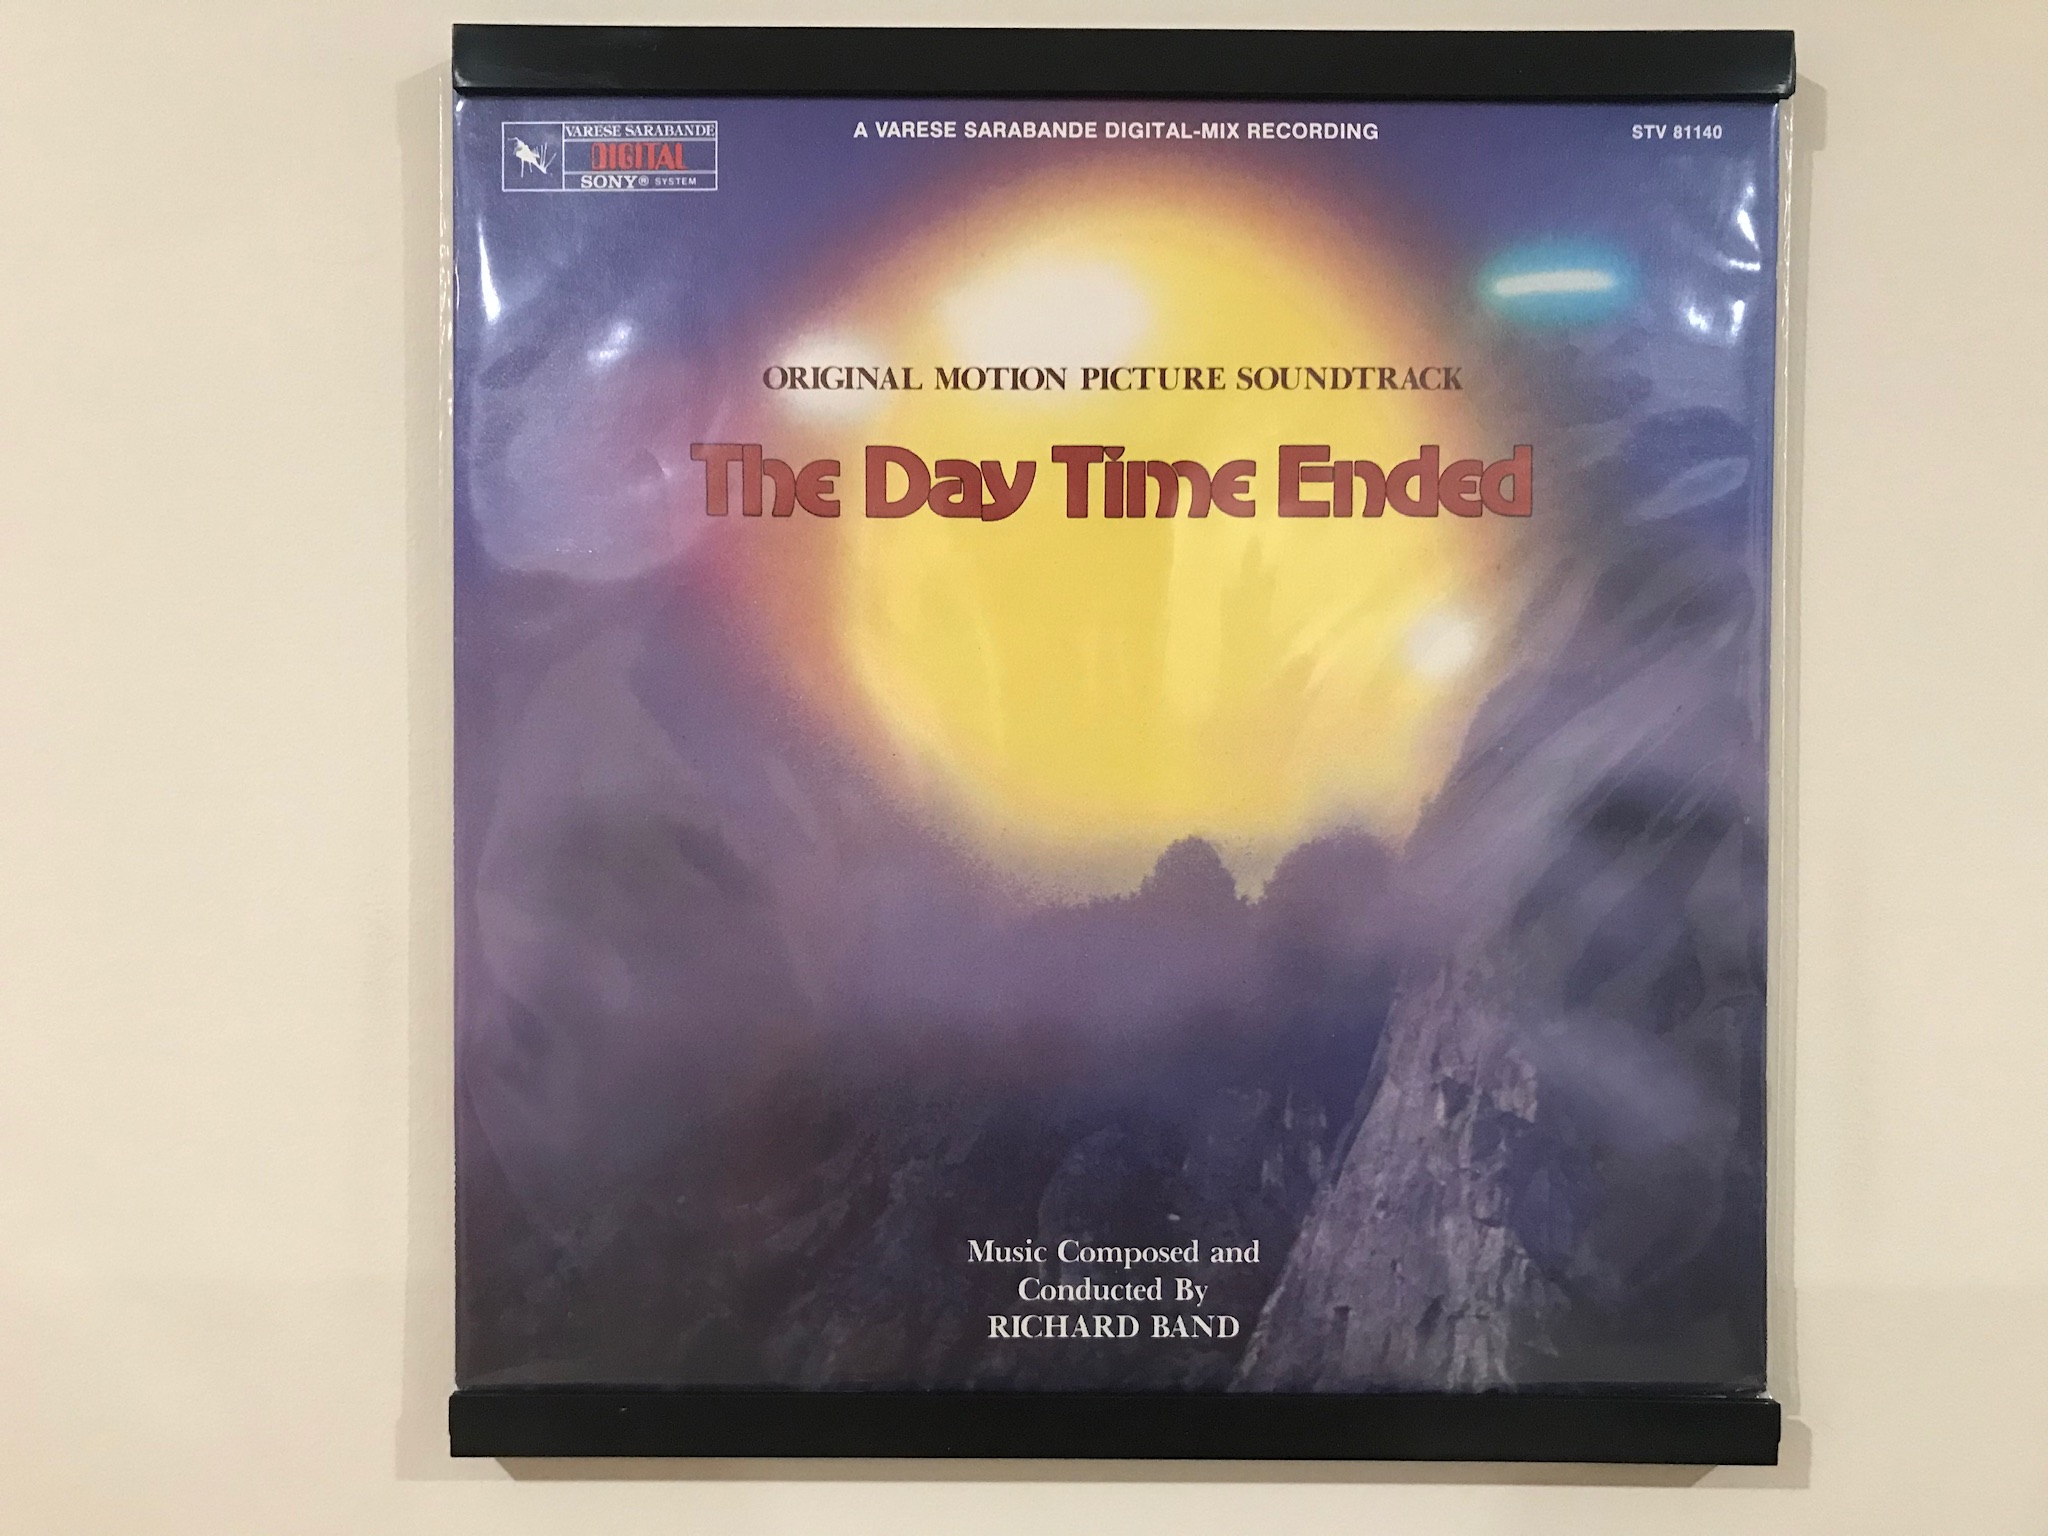 VARESE SARABANDE
DIGITAL
SONY® SYSTEM
A VARESE SARABANDE DIGITAL-MIX RECORDING
STV 81140
ORIGINAL MOTION PICTURE SOUNDTRACK
The Day Time Ended
Music Composed and
Conducted By
RICHARD BAND